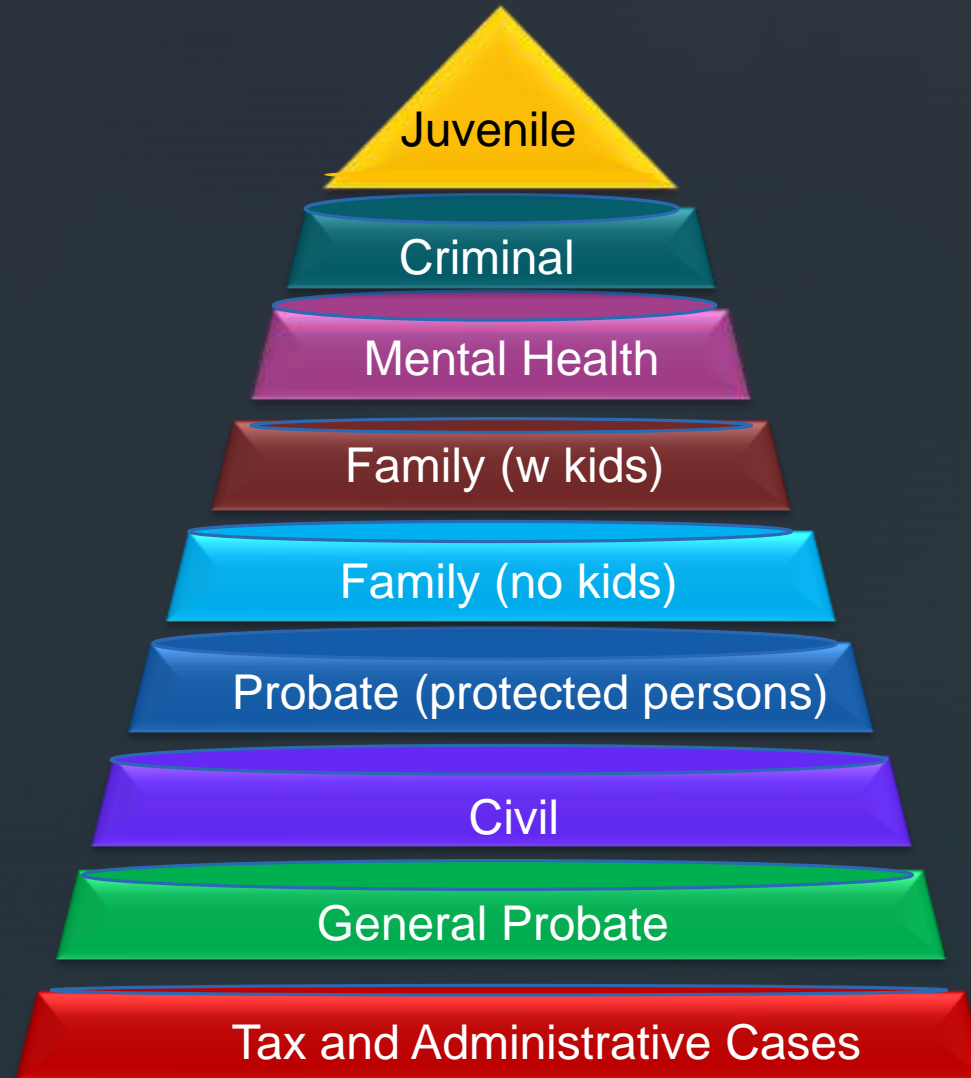 Juvenile
Criminal
Mental Health
Family (w kids)
Family (no kids)
Probate (protected persons)
Civil
General Probate
Tax and Administrative Cases